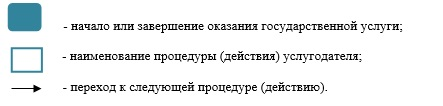 - начало или завершение оказания государственной услуги;
- наименование процедуры (действия) услугодателя;
- переход к следующей процедуре (действию).